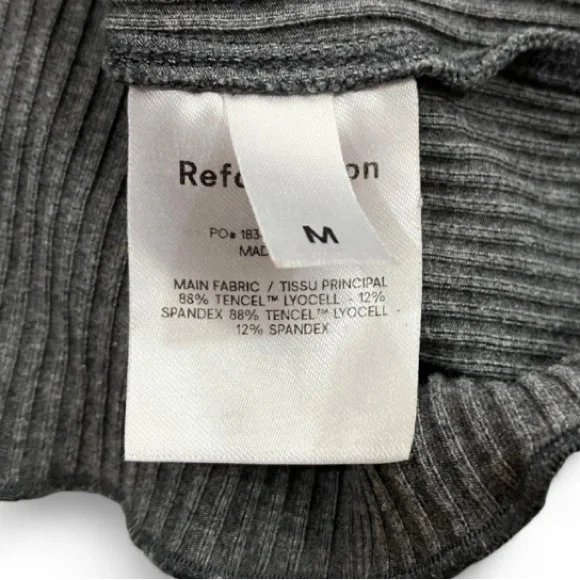 M
MAIN FABRIC / TISSU PRINCIPAL
88% TENCEL™ LYOCELL - 12%
SPANDEX 88% TENCEL™ LYOCELL -
12% SPANDEX